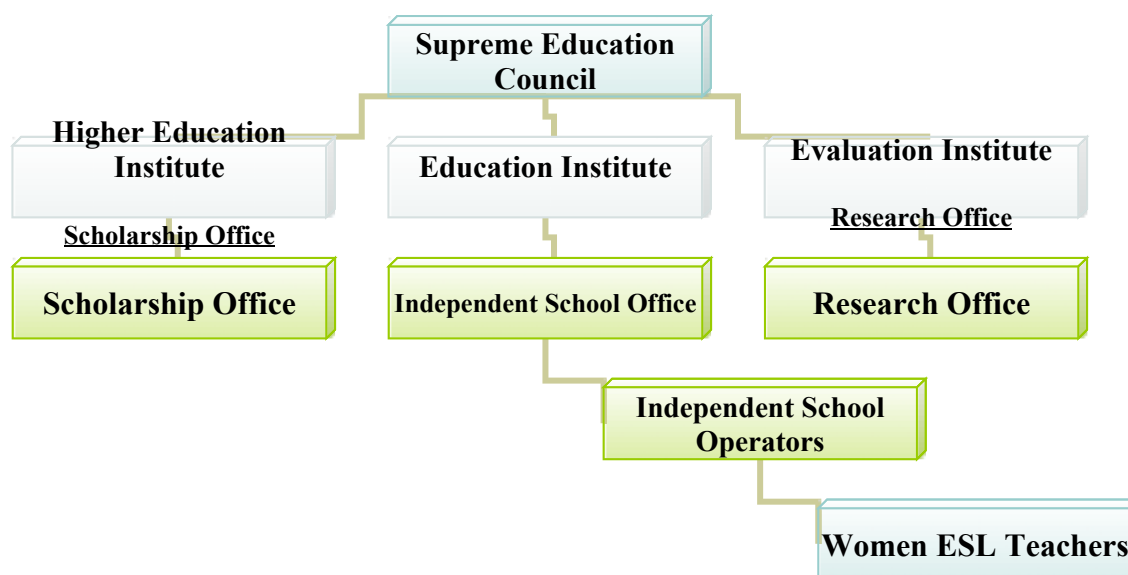 Supreme Education
Council
Higher Education
Institute
Education Institute
Evaluation Institute
Scholarship Office
Research Office
Scholarship Office
Independent School Office
Research Office
Independent School
Operators
Women ESL Teachers